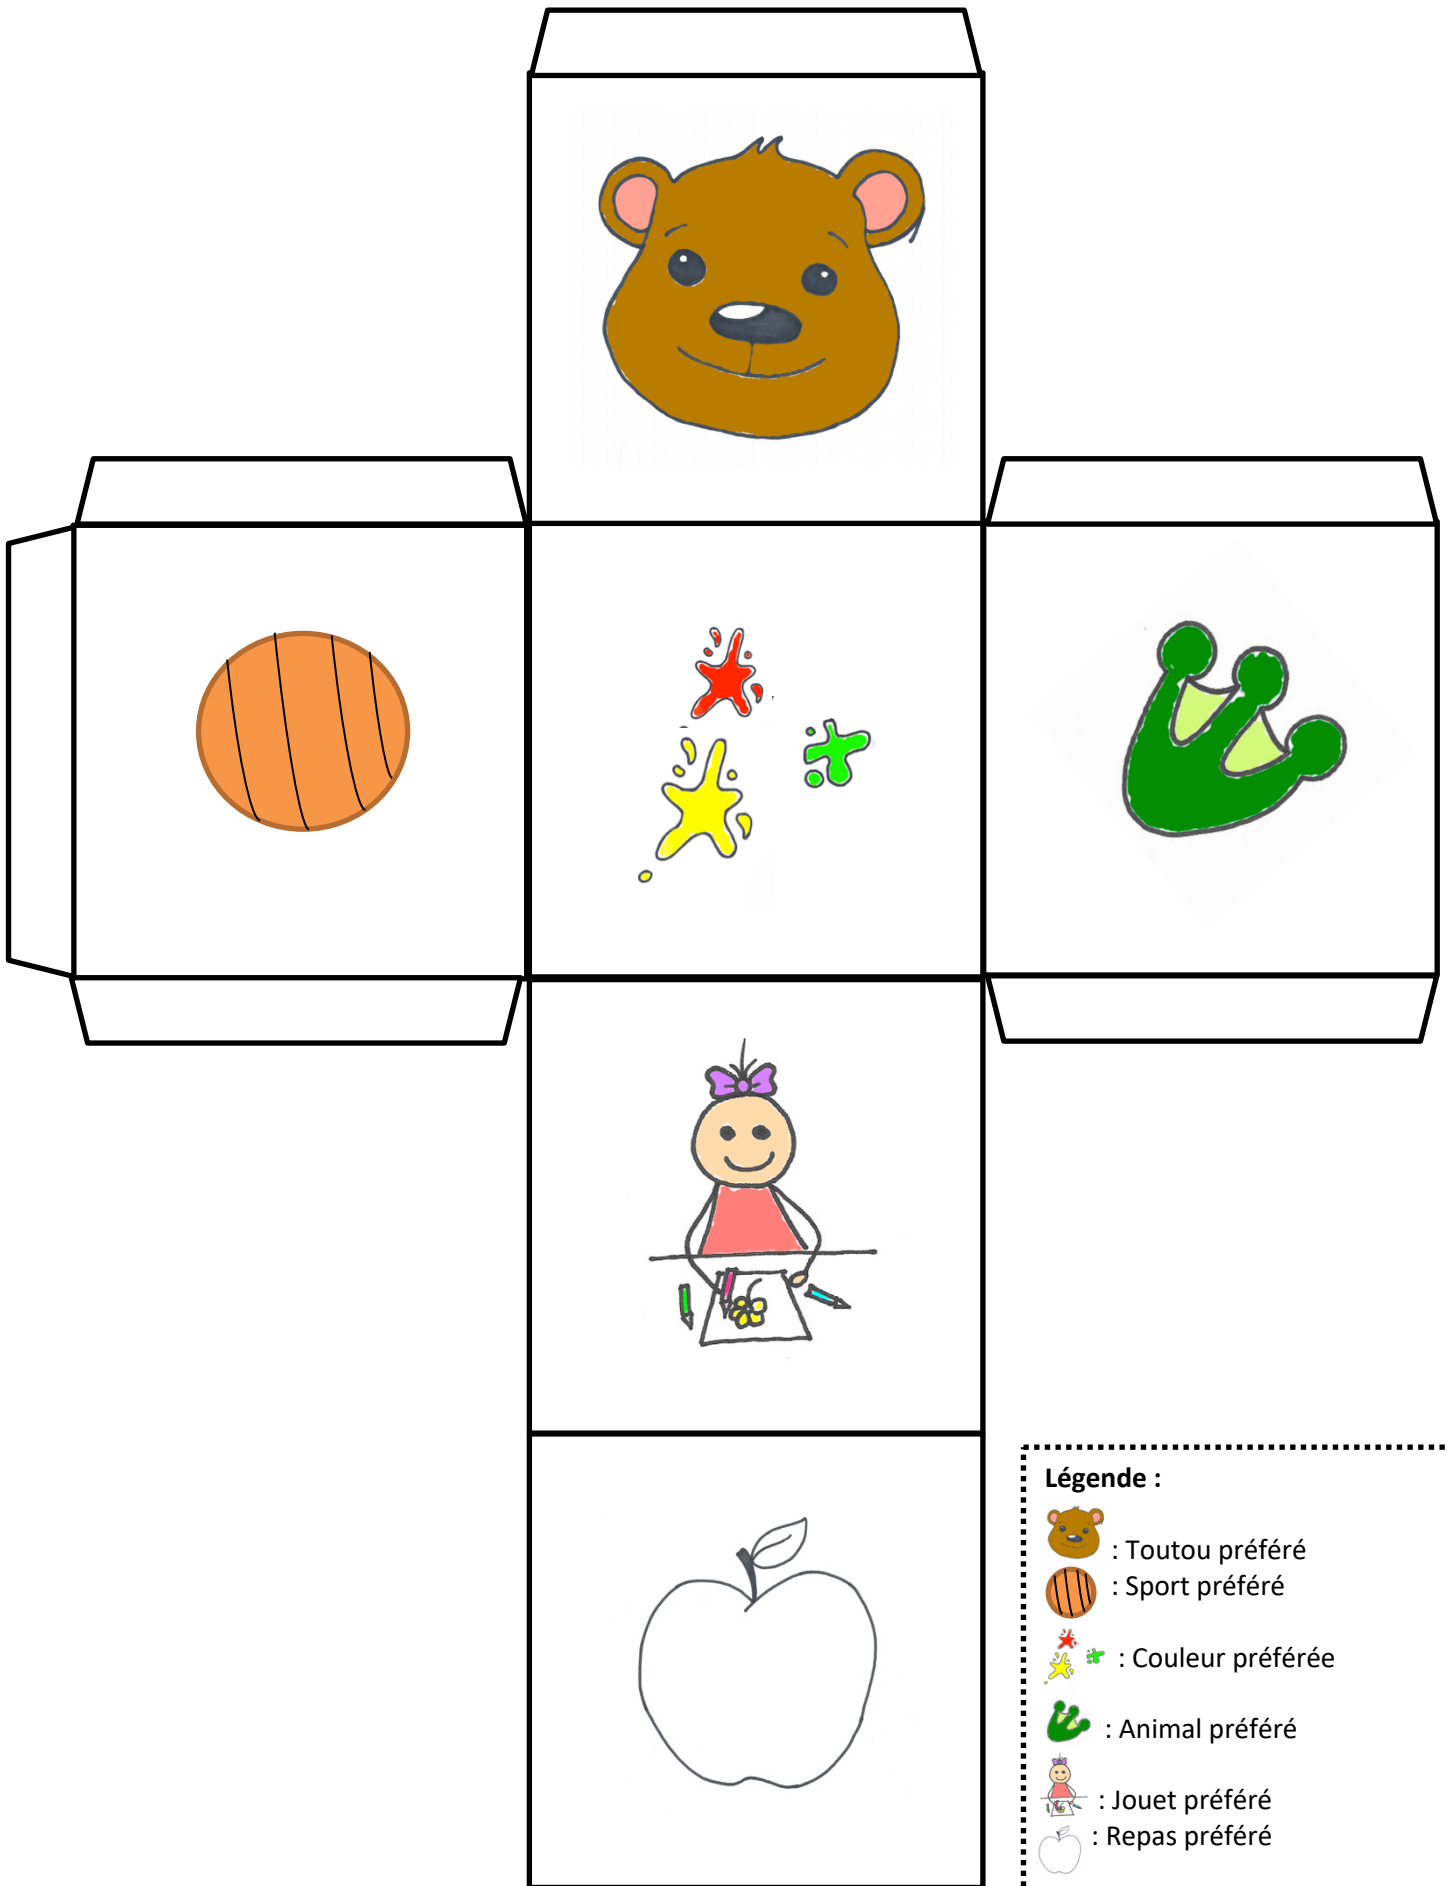 Légende :
: Toutou préféré
: Sport préféré
: Couleur préférée
: Animal préféré
: Jouet préféré
: Repas préféré